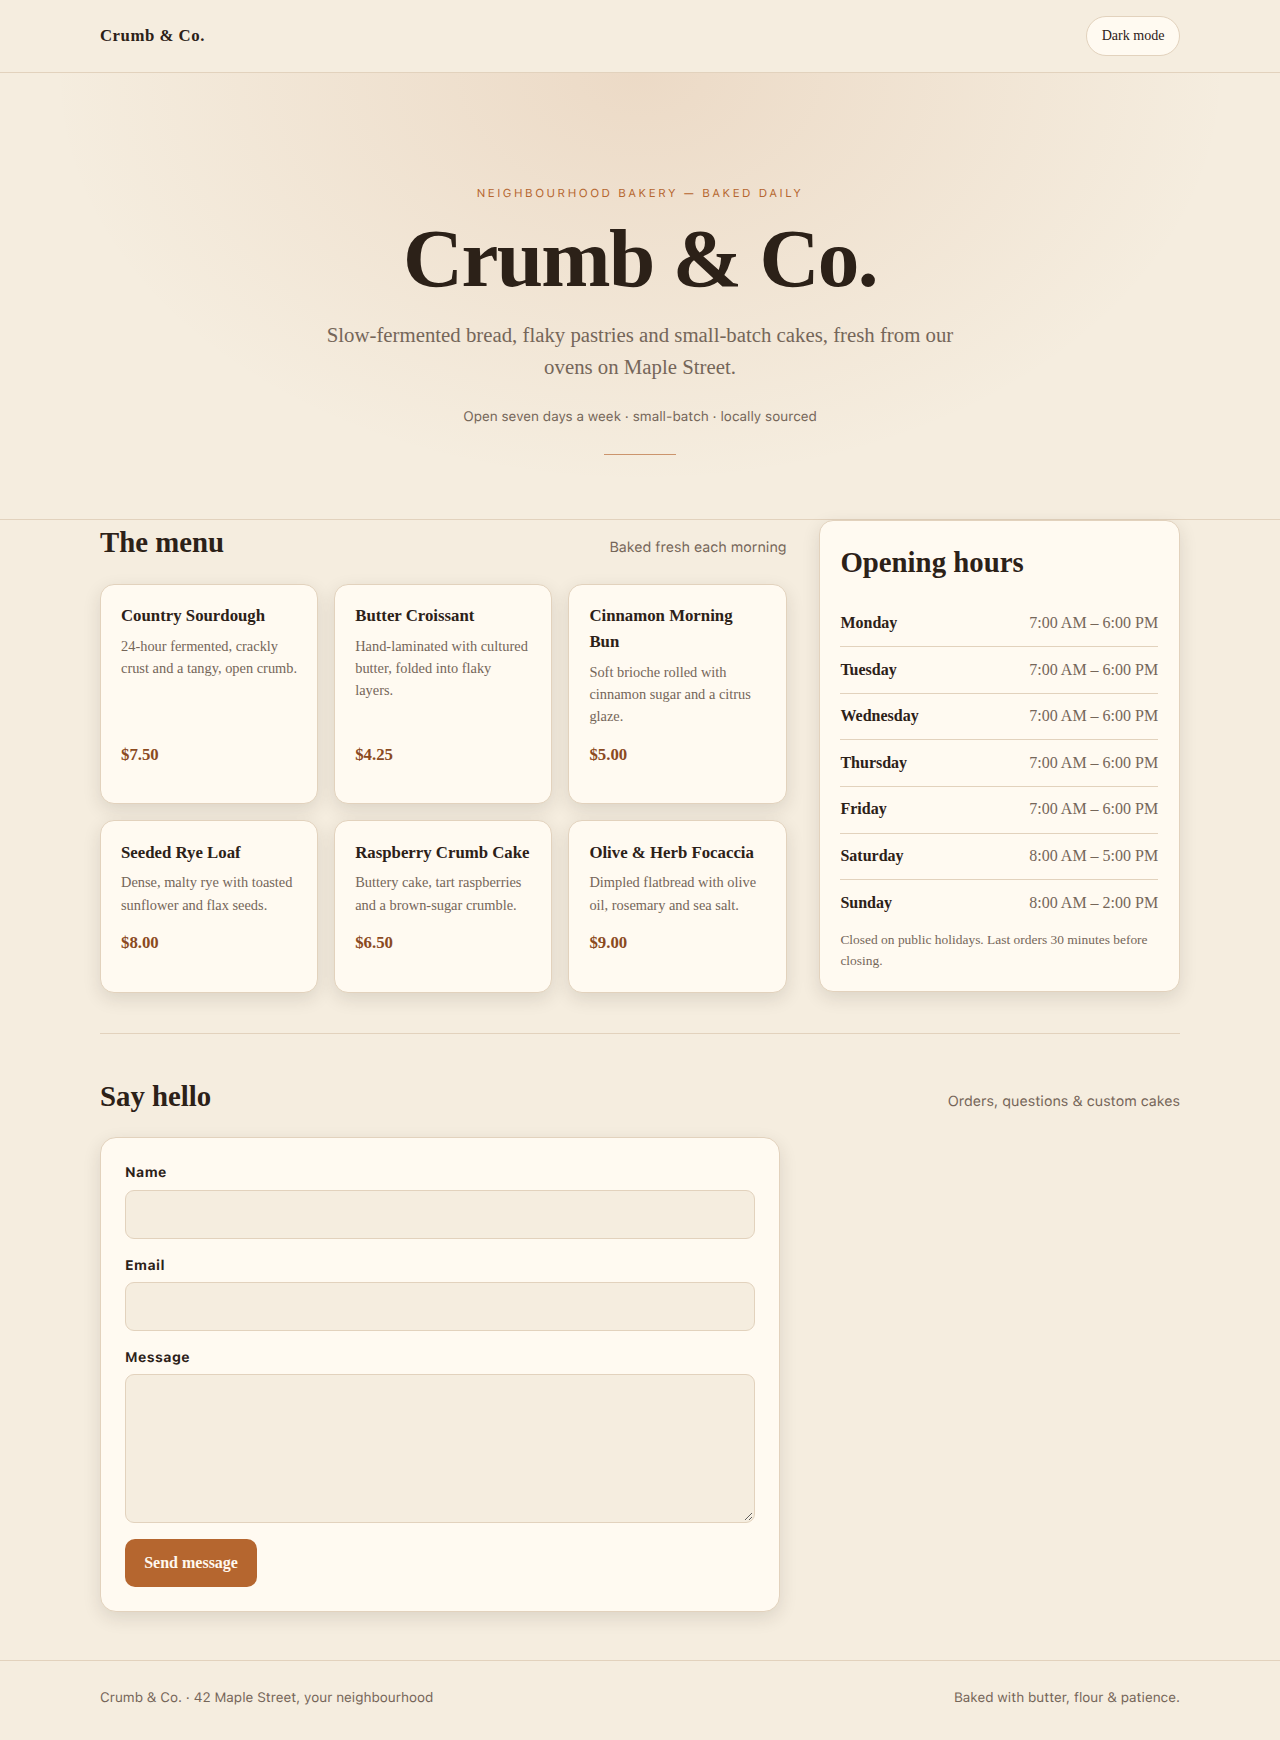 Crumb & Co.
Dark mode
NEIGHBOURHOOD BAKERY — BAKED DAILY
Crumb & Co.
Slow-fermented bread, flaky pastries and small-batch cakes, fresh from our
ovens on Maple Street.
Open seven days a week · small-batch · locally sourced
The menu
Baked fresh each morning
Country Sourdough
24-hour fermented, crackly
crust and a tangy, open crumb.
$7.50
Butter Croissant
Hand-laminated with cultured
butter, folded into flaky
layers.
$4.25
Cinnamon Morning
Bun
Soft brioche rolled with
cinnamon sugar and a citrus
glaze.
$5.00
Seeded Rye Loaf
Dense, malty rye with toasted
sunflower and flax seeds.
$8.00
Raspberry Crumb Cake
Buttery cake, tart raspberries
and a brown-sugar crumble.
$6.50
Olive & Herb Focaccia
Dimpled flatbread with olive
oil, rosemary and sea salt.
$9.00
Opening hours
Monday 7:00 AM – 6:00 PM
Tuesday 7:00 AM – 6:00 PM
Wednesday 7:00 AM – 6:00 PM
Thursday 7:00 AM – 6:00 PM
Friday 7:00 AM – 6:00 PM
Saturday 8:00 AM – 5:00 PM
Sunday 8:00 AM – 2:00 PM
Closed on public holidays. Last orders 30 minutes before
closing.
Say hello
Orders, questions & custom cakes
Name
Email
Message
Send message
Crumb & Co. · 42 Maple Street, your neighbourhood
Baked with butter, flour & patience.